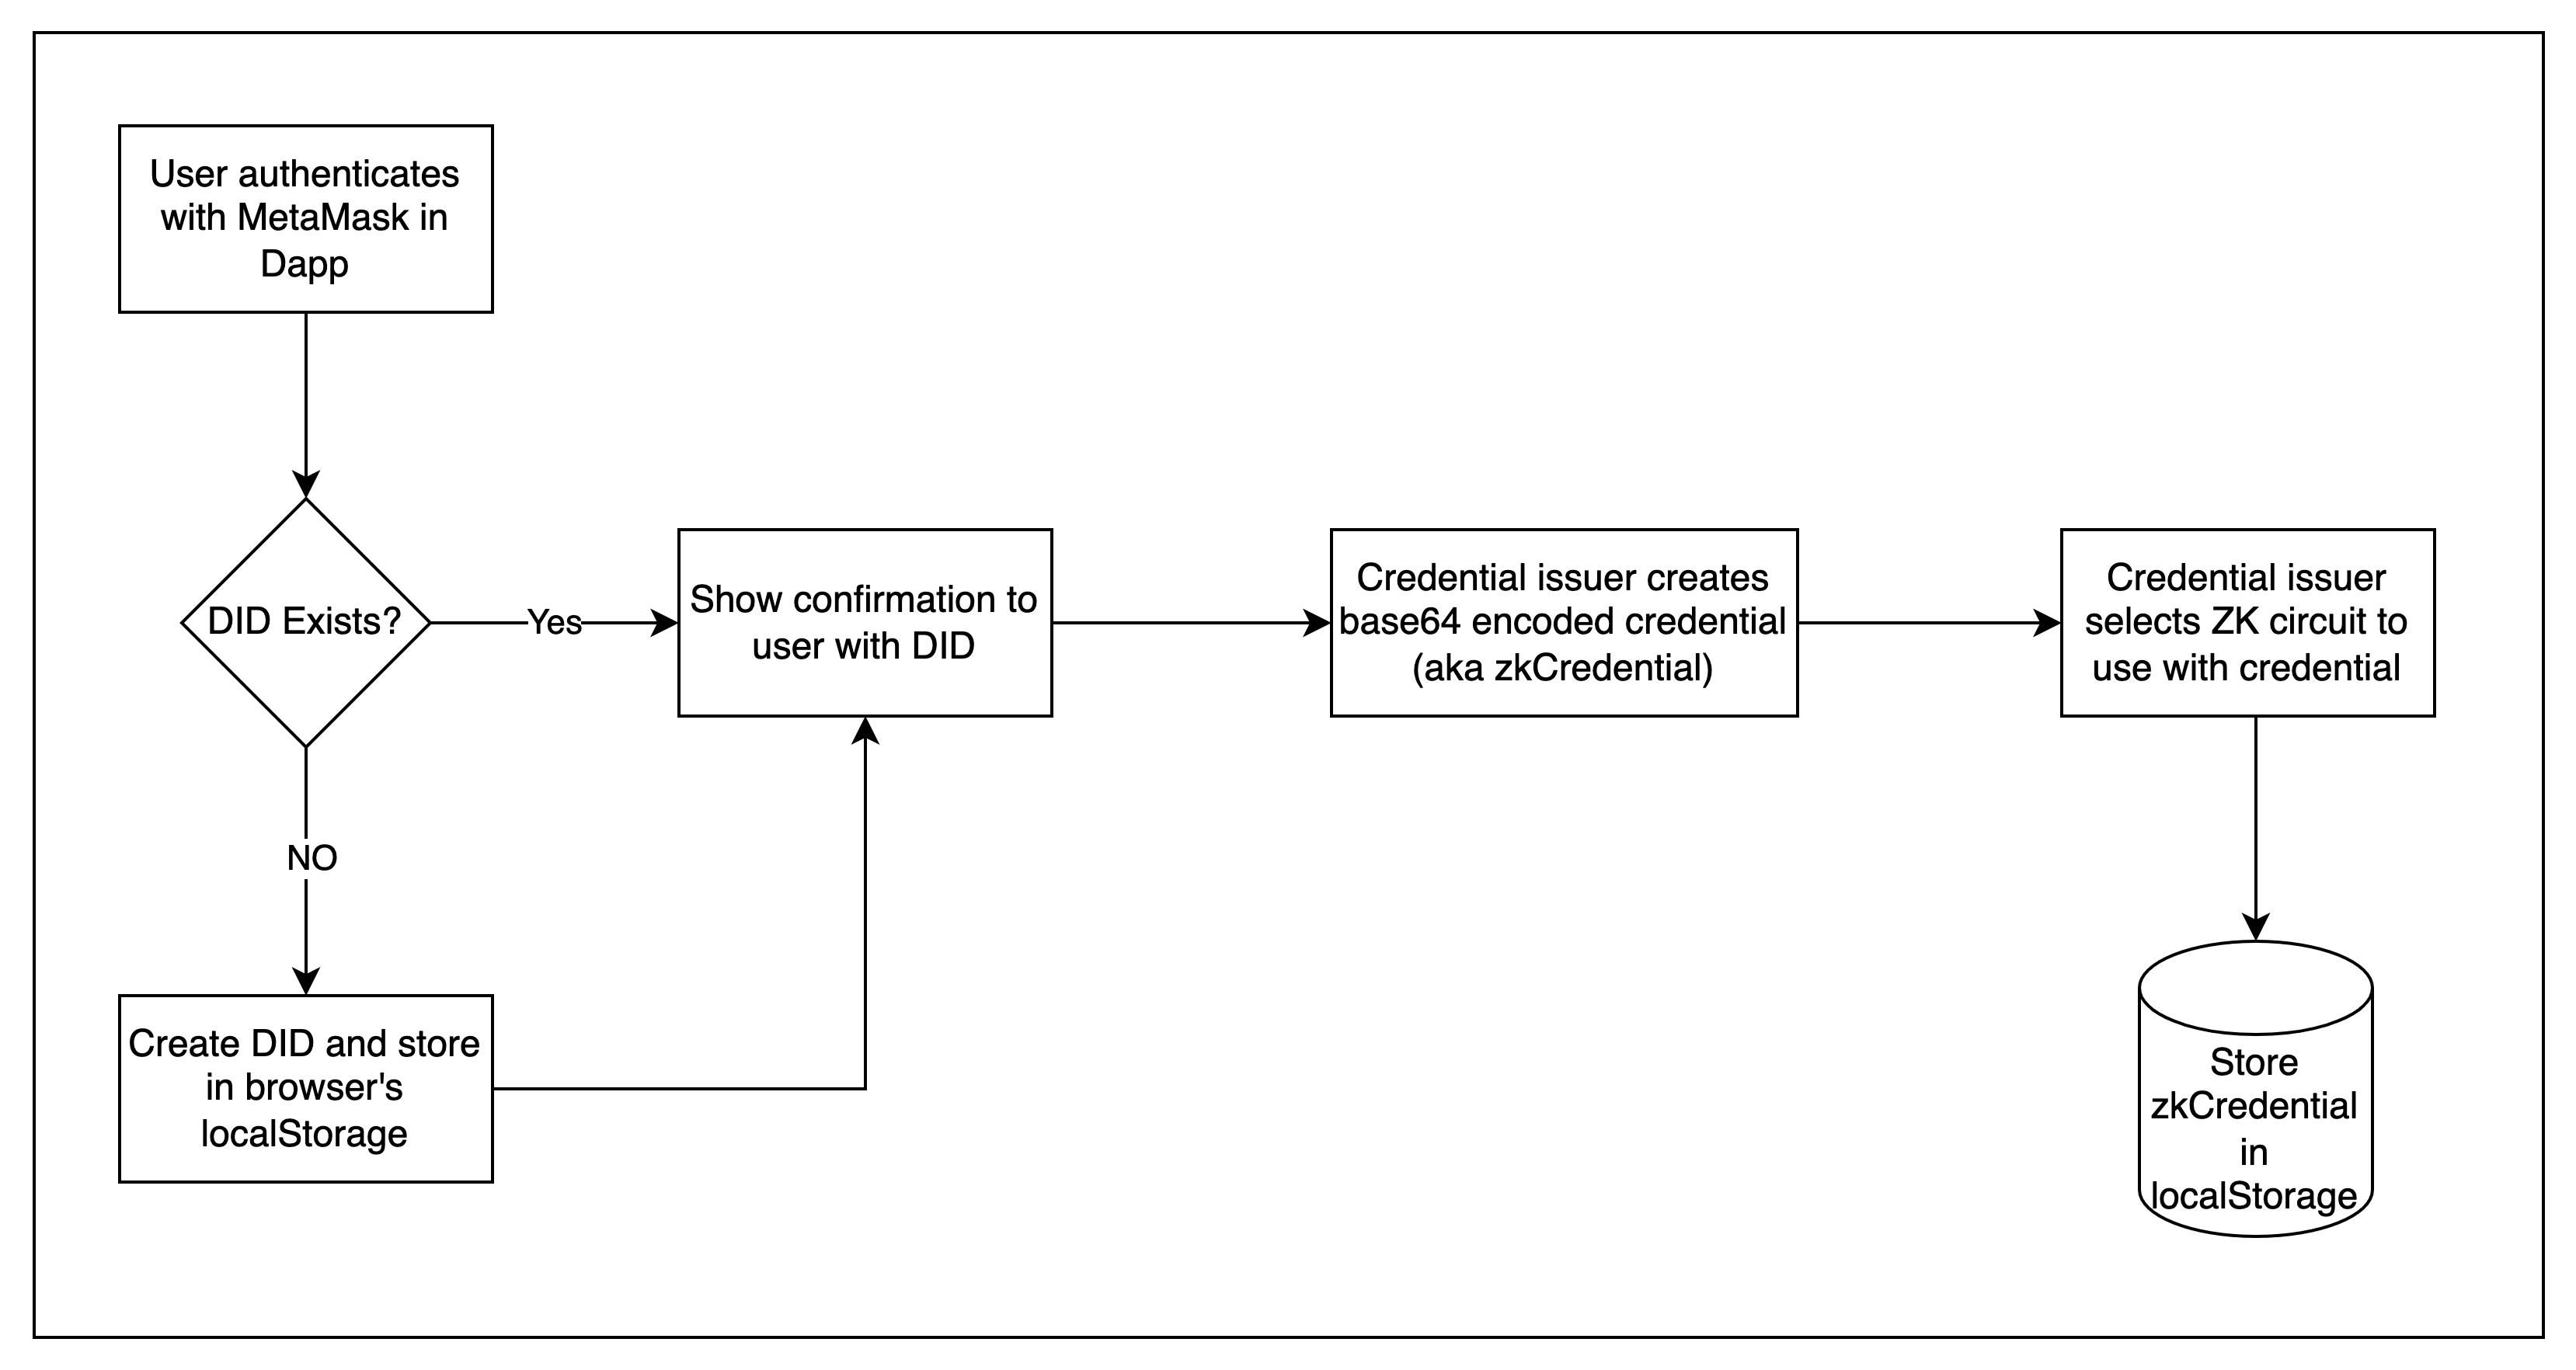 User authenticates
with MetaMask in
Dapp
DID Exists?
Yes
Show confirmation to
user with DID
Credential issuer creates
base64 encoded credential
(aka zkCredential)
Credential issuer
selects ZK circuit to
use with credential
NO
Create DID and store
in browser's
localStorage
Store
zkCredential
in
localStorage